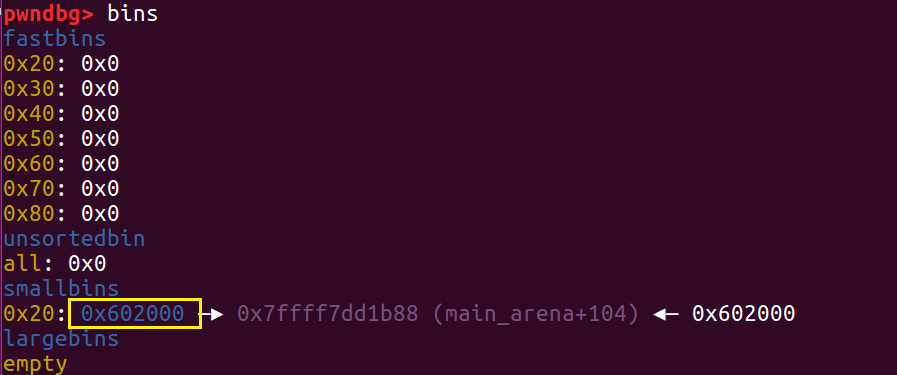 pwndbg> bins
fastbins
0x20: 0x0
0x30: 0x0
0x40: 0x0
0x50: 0x0
0x60: 0x0
0x70: 0x0
0x80: 0x0
unsortedbin
all: 0x0
smallbins
0x20: 0x602000 —▸ 0x7ffff7dd1b88 (main_arena+104) ◂— 0x602000
largebins
empty